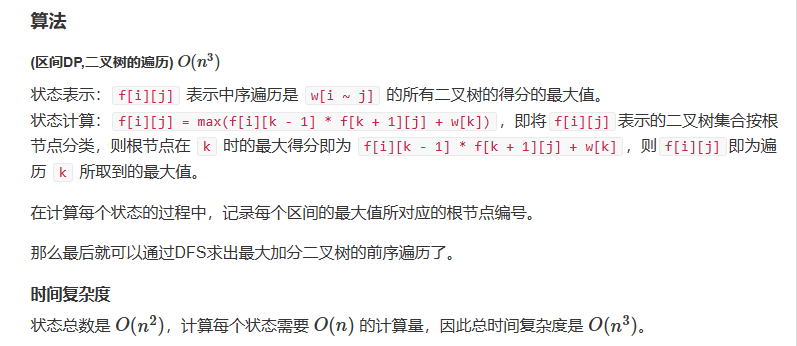 算法
(区间DP,二叉树的遍历) O(n³)
状态表示： f[i][j] 表示中序遍历是 w[i ~ j] 的所有二叉树的得分的最大值。
状态计算： f[i][j] = max(f[i][k - 1] * f[k + 1][j] + w[k]) ，即将 f[i][j] 表示的二叉树集合按根
节点分类，则根节点在 k 时的最大得分即为 f[i][k - 1] * f[k + 1][j] + w[k] ，则 f[i][j] 即为遍
历 k 所取到的最大值。
在计算每个状态的过程中，记录每个区间的最大值所对应的根节点编号。
那么最后就可以通过DFS求出最大加分二叉树的前序遍历了。
时间复杂度
状态总数是 O(n²)，计算每个状态需要 O(n) 的计算量，因此总时间复杂度是 O(n³)。